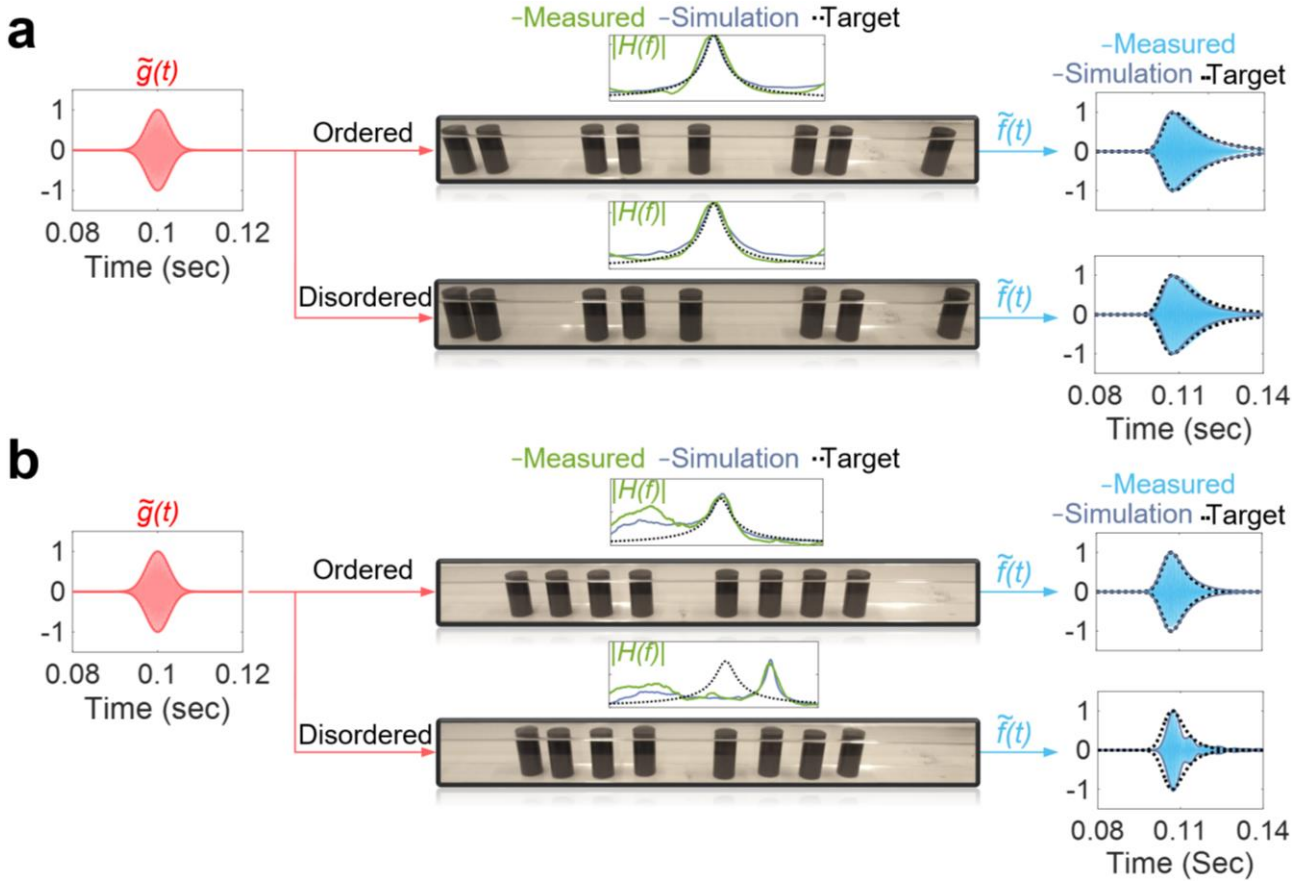 a
–Measured –Simulation ··Target
|H(f)|
–Measured
–Simulation ··Target
g̃(t)
1
0
-1
0.08 0.1 0.12
Time (sec)
Ordered
f̃(t)
1
0
-1
|H(f)|
Disordered
f̃(t)
1
0
-1
0.08 0.11 0.14
Time (sec)
b
–Measured –Simulation ··Target
|H(f)|
–Measured
–Simulation ··Target
g̃(t)
1
0
-1
0.08 0.1 0.12
Time (sec)
Ordered
f̃(t)
1
0
-1
|H(f)|
Disordered
f̃(t)
1
0
-1
0.08 0.11 0.14
Time (Sec)